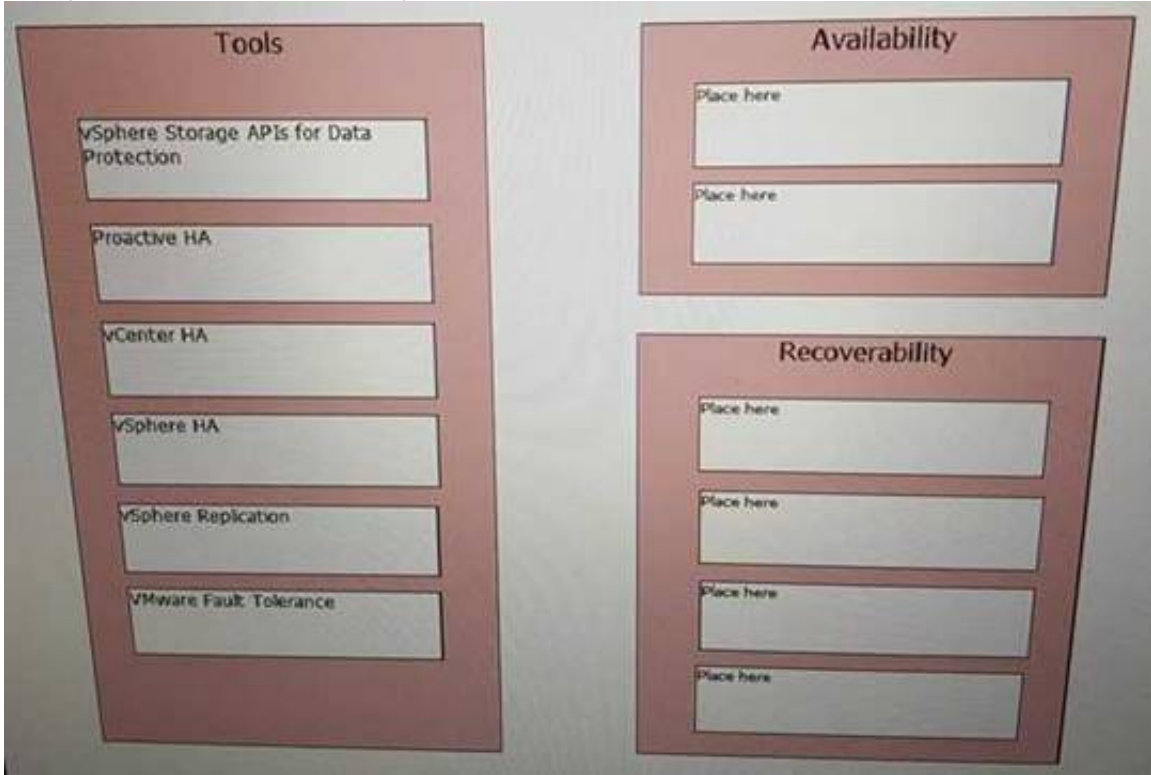 Tools
vSphere Storage APIs for Data
Protection
Proactive HA
vCenter HA
vSphere HA
vSphere Replication
VMware Fault Tolerance
Availability
Place here
Place here
Recoverability
Place here
Place here
Place here
Place here